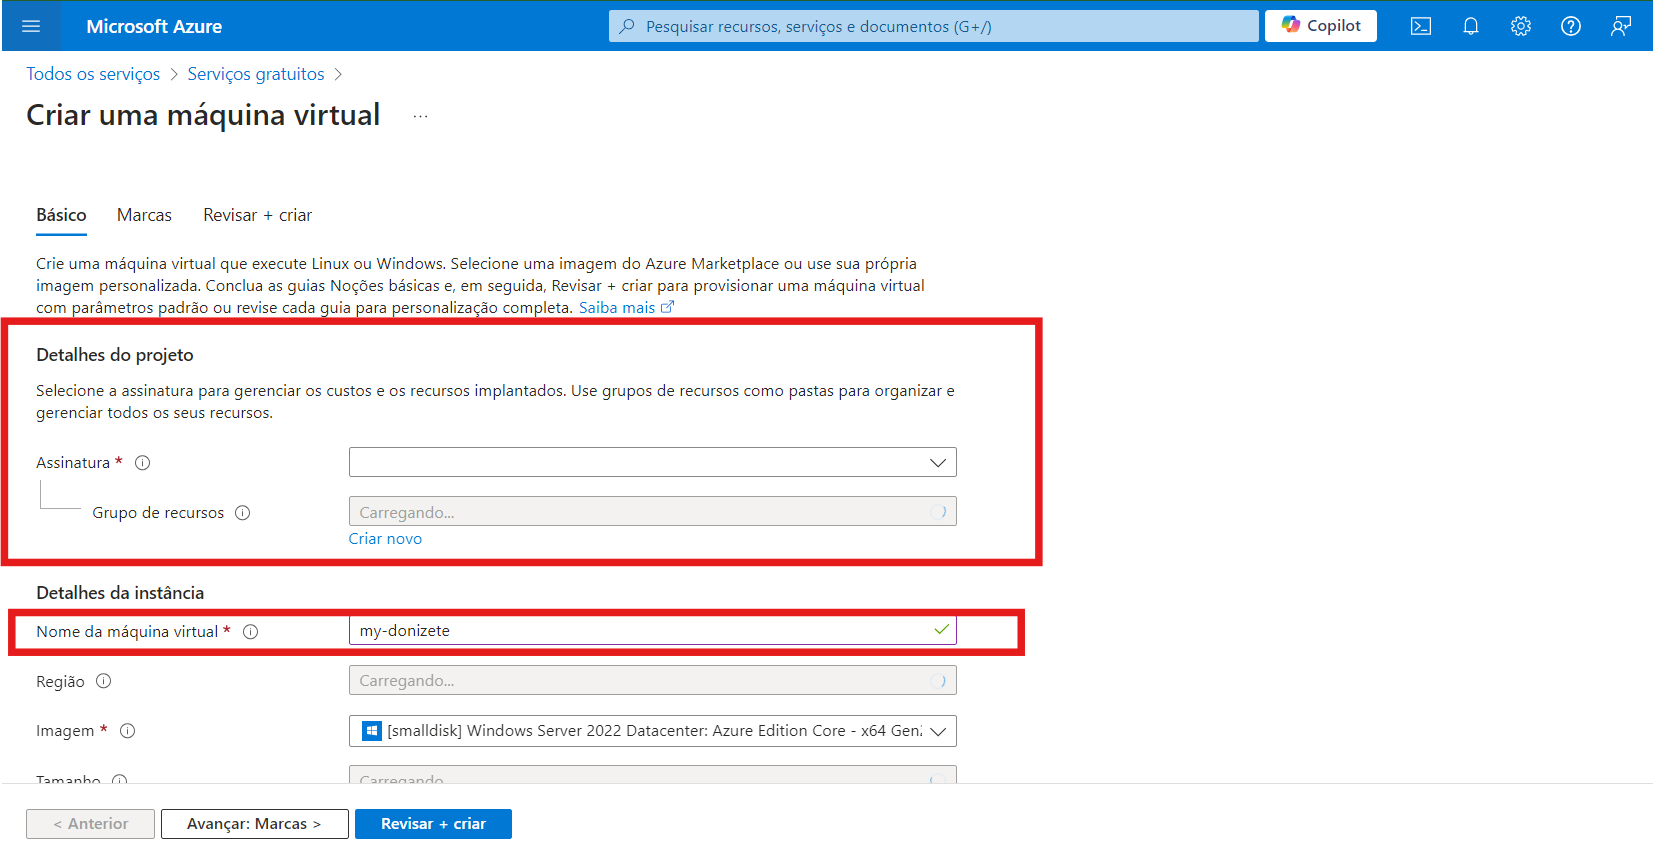 Microsoft Azure
Pesquisar recursos, serviços e documentos (G+/)
Copilot
Todos os serviços > Serviços gratuitos >
Criar uma máquina virtual ...
Básico Marcas Revisar + criar
Crie uma máquina virtual que execute Linux ou Windows. Selecione uma imagem do Azure Marketplace ou use sua própria
imagem personalizada. Conclua as guias Noções básicas e, em seguida, Revisar + criar para provisionar uma máquina virtual
com parâmetros padrão ou revise cada guia para personalização completa. Saiba mais
Detalhes do projeto
Selecione a assinatura para gerenciar os custos e os recursos implantados. Use grupos de recursos como pastas para organizar e
gerenciar todos os seus recursos.
Assinatura *
Grupo de recursos
Carregando...
Criar novo
Detalhes da instância
Nome da máquina virtual *
my-donizete
Região
Carregando...
Imagem *
[smalldisk] Windows Server 2022 Datacenter: Azure Edition Core - x64 Gen2
Tamanho
Carregando
< Anterior
Avançar: Marcas >
Revisar + criar